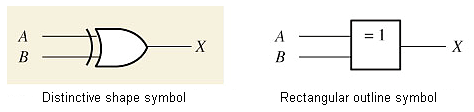 A
B
X
Distinctive shape symbol
A
B
= 1
X
Rectangular outline symbol